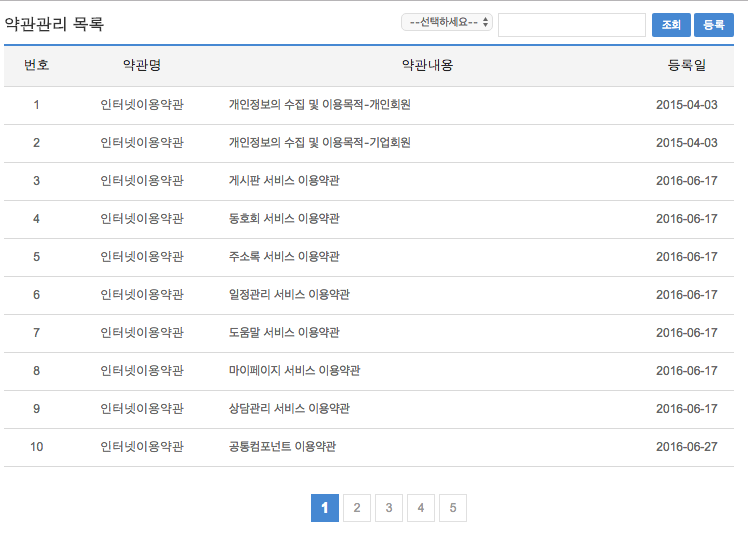 약관관리 목록 --선택하세요-- 조회 등록
번호 약관명 약관내용 등록일
1 인터넷이용약관 개인정보의 수집 및 이용목적-개인회원 2015-04-03
2 인터넷이용약관 개인정보의 수집 및 이용목적-기업회원 2015-04-03
3 인터넷이용약관 게시판 서비스 이용약관 2016-06-17
4 인터넷이용약관 동호회 서비스 이용약관 2016-06-17
5 인터넷이용약관 주소록 서비스 이용약관 2016-06-17
6 인터넷이용약관 일정관리 서비스 이용약관 2016-06-17
7 인터넷이용약관 도움말 서비스 이용약관 2016-06-17
8 인터넷이용약관 마이페이지 서비스 이용약관 2016-06-17
9 인터넷이용약관 상담관리 서비스 이용약관 2016-06-17
10 인터넷이용약관 공통컴포넌트 이용약관 2016-06-27
1 2 3 4 5